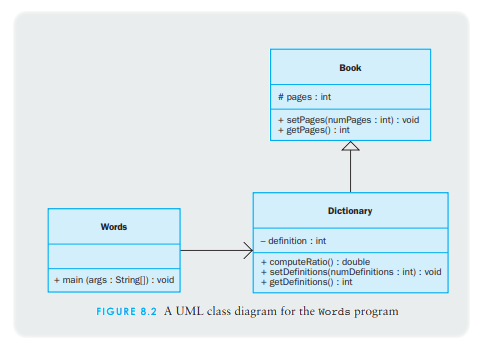 Book
# pages : int
+ setPages(numPages : int) : void
+ getPages() : int
Dictionary
– definition : int
+ computeRatio() : double
+ setDefinitions(numDefinitions : int) : void
+ getDefinitions() : int
Words
+ main (args : String[]) : void
FIGURE 8.2 A UML class diagram for the Words program